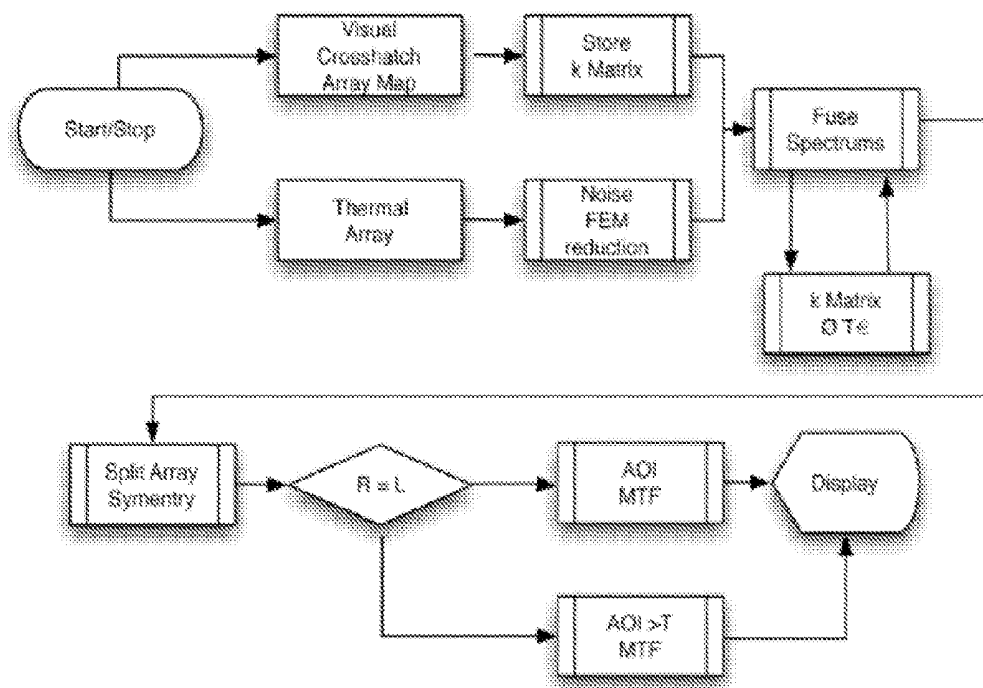 Visual
Crosshatch
Array Map
Store
k Matrix
Start/Stop
Fuse
Spectrums
Thermal
Array
Noise
FEM
reduction
k Matrix
Split Array
Symentry
R = L
AOI
MTF
Display
AOI >T
MTF